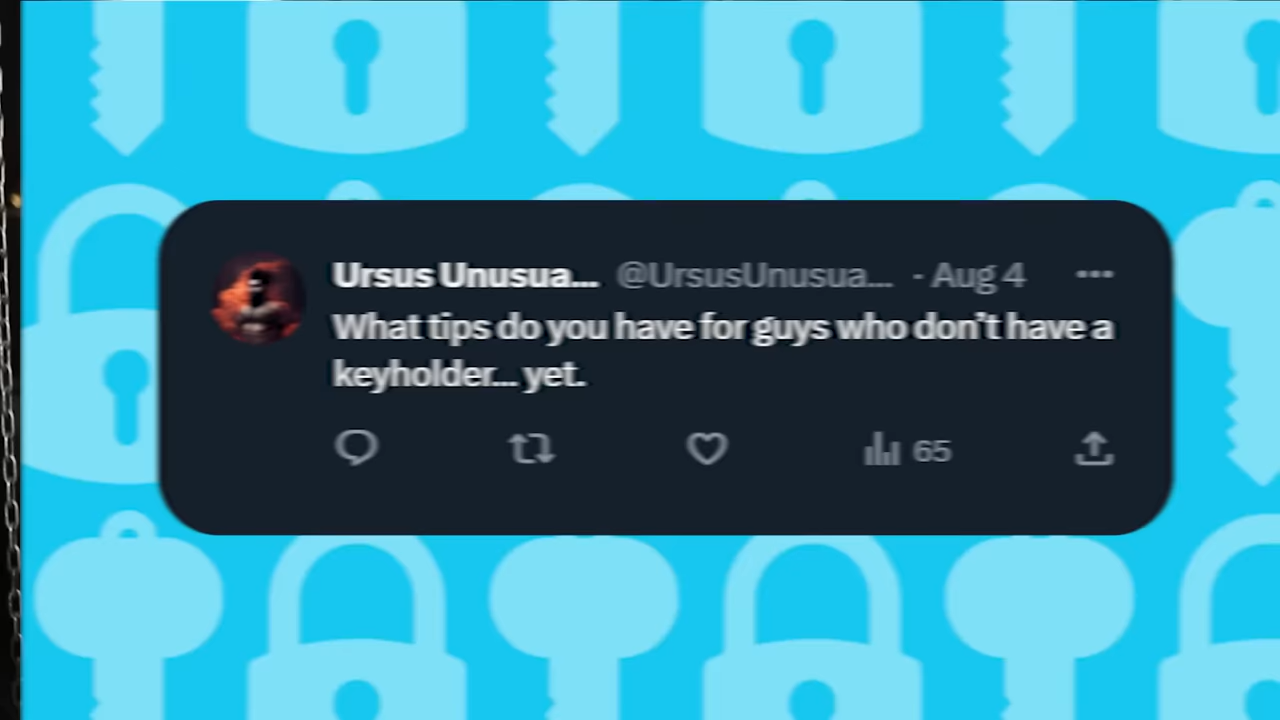 Ursus Unusua... @UrsusUnusua... · Aug 4
What tips do you have for guys who don't have a
keyholder... yet.
65